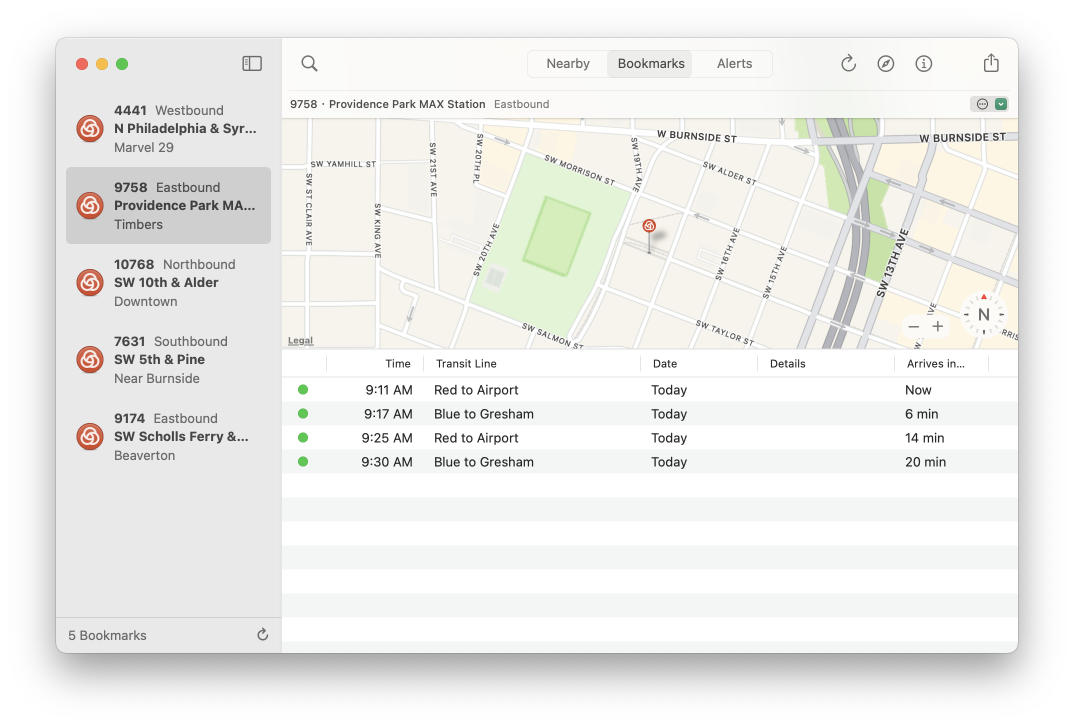 4441 Westbound
N Philadelphia & Syr...
Marvel 29
9758 Eastbound
Providence Park MA...
Timbers
10768 Northbound
SW 10th & Alder
Downtown
7631 Southbound
SW 5th & Pine
Near Burnside
9174 Eastbound
SW Scholls Ferry &...
Beaverton
5 Bookmarks
Nearby Bookmarks Alerts
9758 · Providence Park MAX Station Eastbound
W BURNSIDE ST
W BURNSIDE ST
SW YAMHILL ST
SW ST CLAIR AVE
SW KING AVE
SW 21ST AVE
SW 20TH PL
SW 20TH AVE
SW MORRISON ST
SW 19TH AVE
SW ALDER ST
SW 16TH AVE
SW 15TH AVE
SW 13TH AVE
SW SALMON ST
SW TAYLOR ST
N
Legal
Time Transit Line Date Details Arrives in...
9:11 AM Red to Airport Today Now
9:17 AM Blue to Gresham Today 6 min
9:25 AM Red to Airport Today 14 min
9:30 AM Blue to Gresham Today 20 min